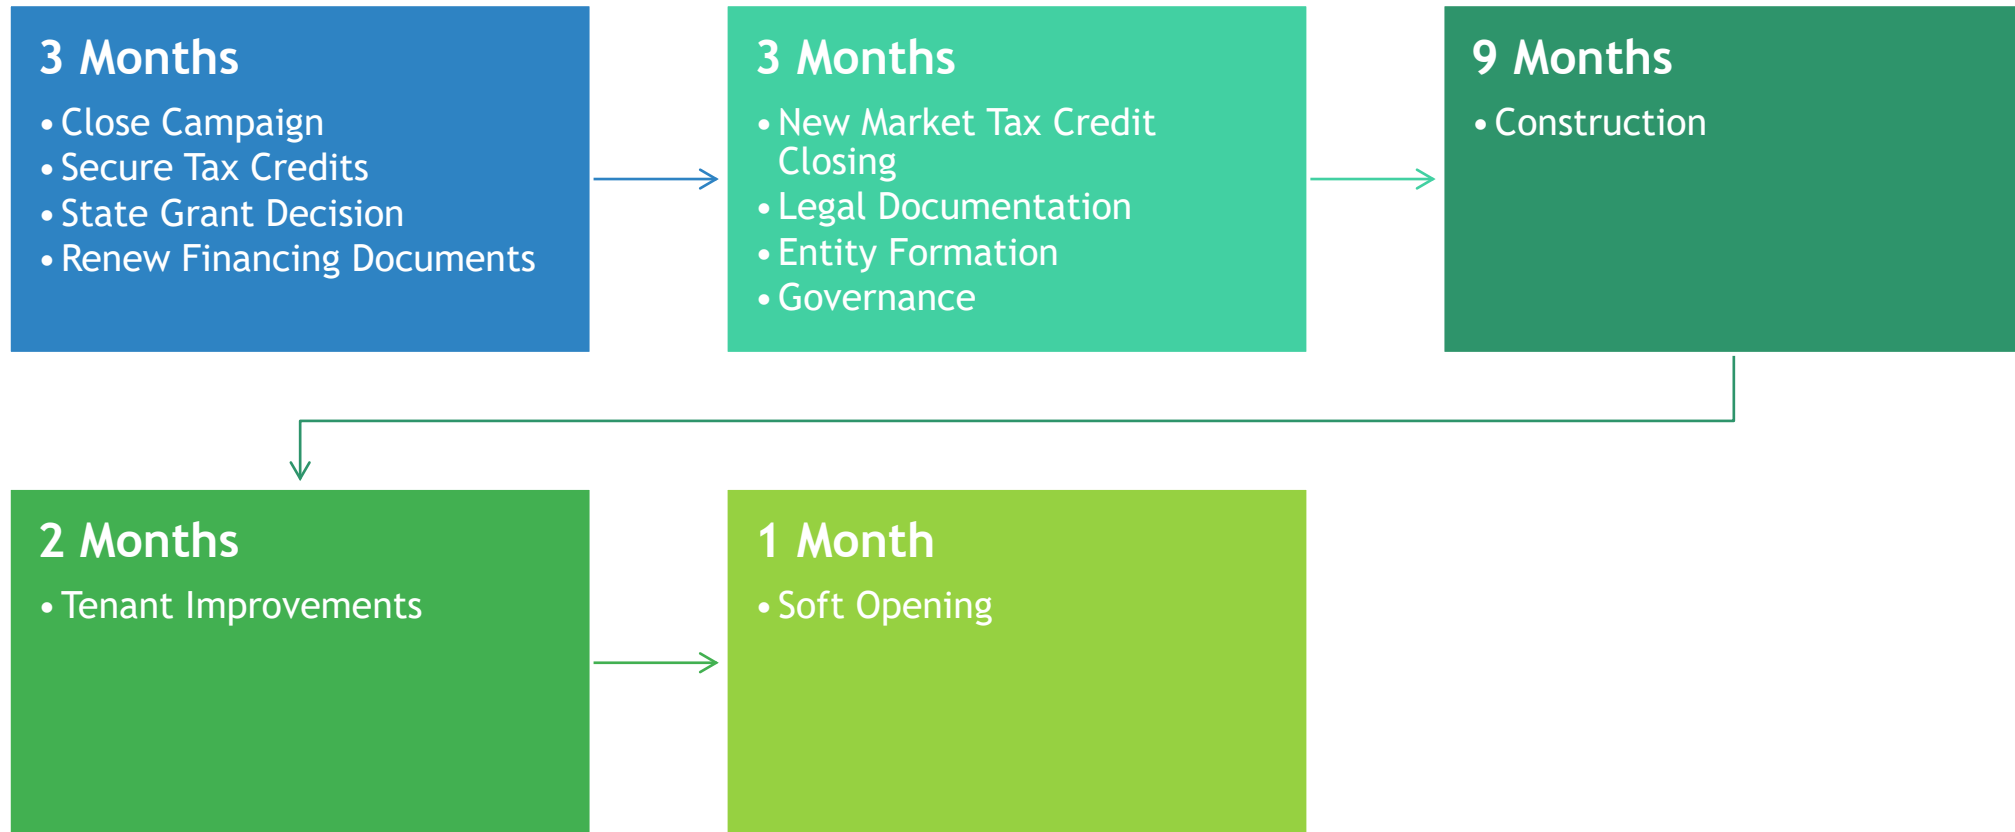 3 Months
• Close Campaign
• Secure Tax Credits
• State Grant Decision
• Renew Financing Documents
3 Months
• New Market Tax Credit
Closing
• Legal Documentation
• Entity Formation
• Governance
9 Months
• Construction
2 Months
• Tenant Improvements
1 Month
• Soft Opening